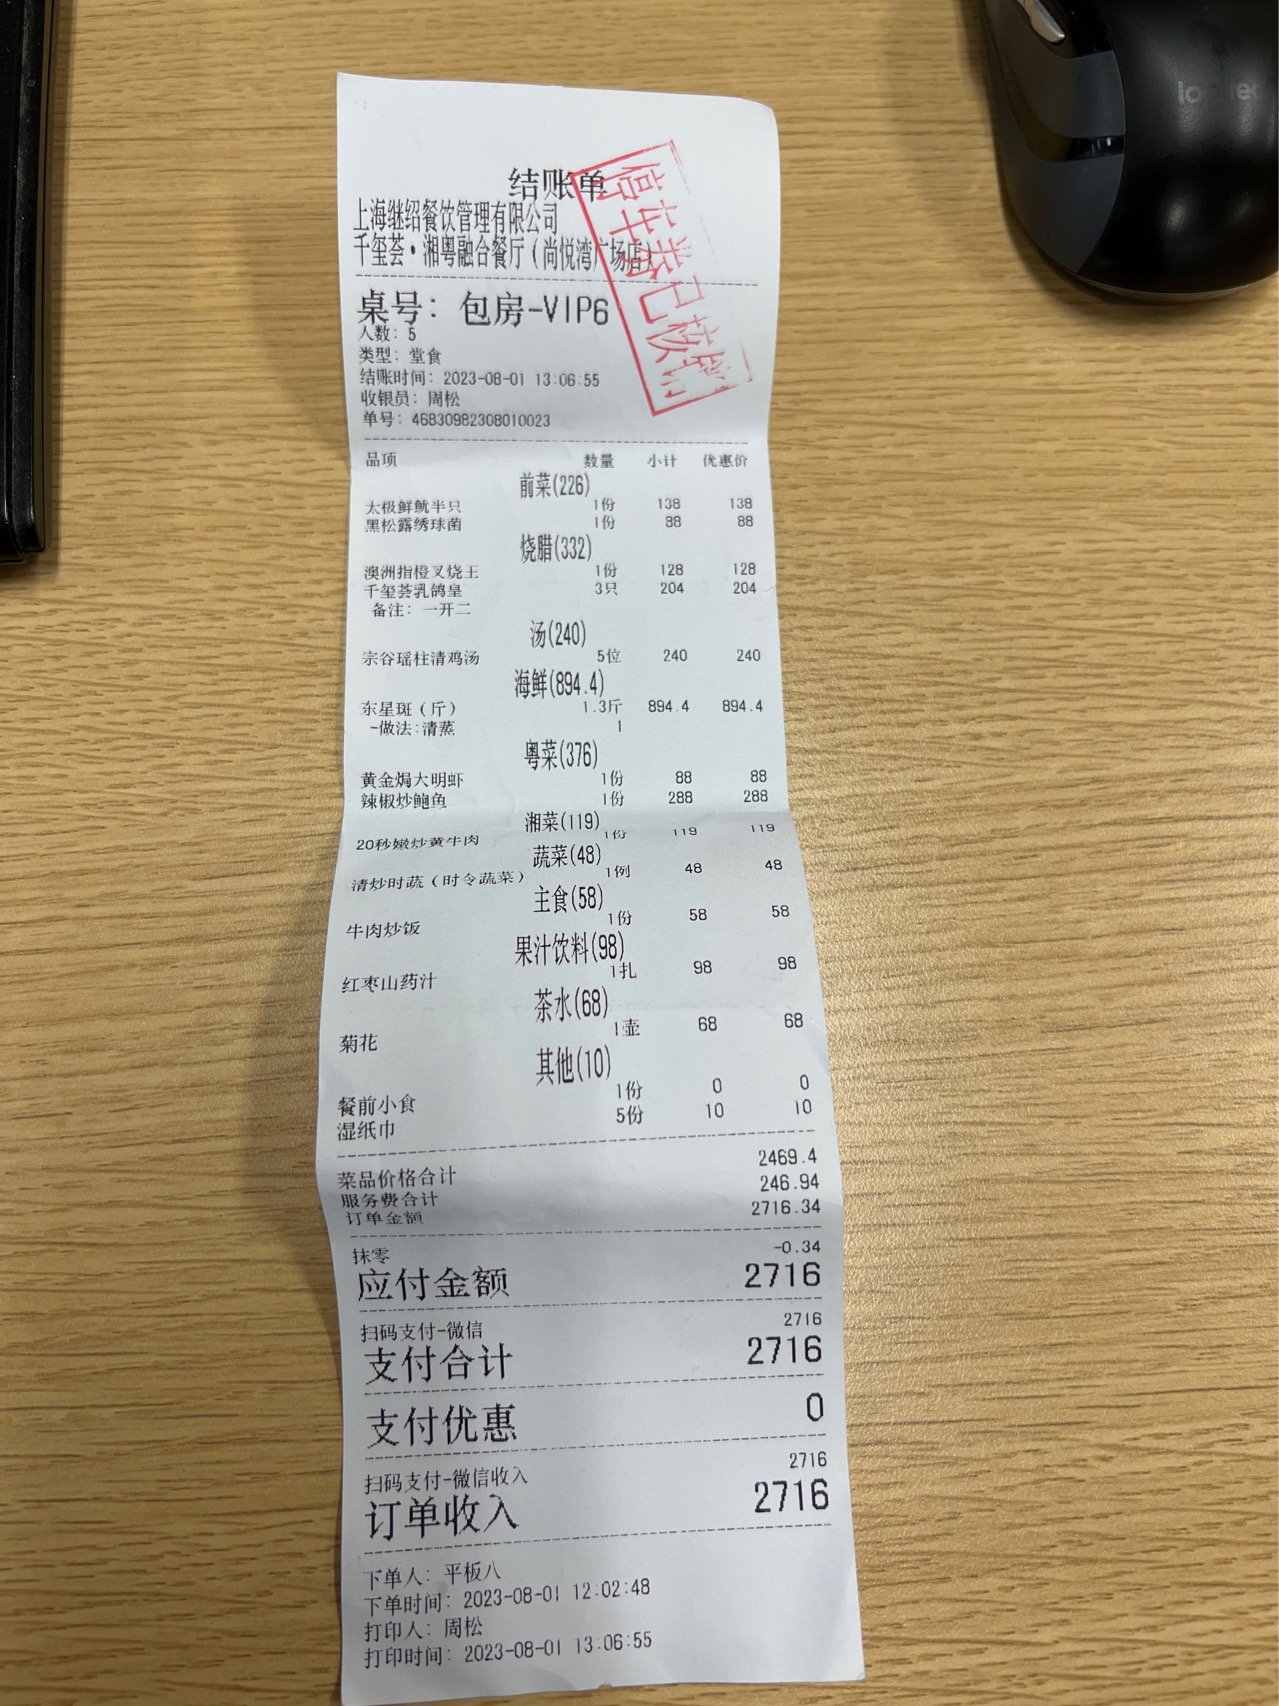 结账单
上海继绍餐饮管理有限公司
千玺荟·湘粤融合餐厅（尚悦湾广场店）
停车券已核销
桌号：包房-VIP6
人数：5
类型：堂食
结账时间：2023-08-01 13:06:55
收银员：周松
单号：46830982308010023
品项 数量 小计 优惠价
前菜(226)
太极鲜鱿半只 1份 138 138
黑松露绣球菌 1份 88 88
烧腊(332)
澳洲指橙叉烧王 1份 128 128
千玺荟乳鸽皇 3只 204 204
备注：一开二
汤(240)
宗谷瑶柱清鸡汤 5位 240 240
海鲜(894.4)
东星斑（斤） 1.3斤 894.4 894.4
-做法:清蒸 1
粤菜(376)
黄金焗大明虾 1份 88 88
辣椒炒鲍鱼 1份 288 288
湘菜(119)
20秒嫩炒黄牛肉 1份 119 119
蔬菜(48)
清炒时蔬（时令蔬菜） 1例 48 48
主食(58)
牛肉炒饭 1份 58 58
果汁饮料(98)
红枣山药汁 1扎 98 98
茶水(68)
菊花 1壶 68 68
其他(10)
餐前小食 1份 0 0
湿纸巾 5份 10 10
菜品价格合计 2469.4
服务费合计 246.94
订单金额 2716.34
抹零 -0.34
应付金额 2716
扫码支付-微信 2716
支付合计 2716
支付优惠 0
扫码支付-微信收入 2716
订单收入 2716
下单人：平板八
下单时间：2023-08-01 12:02:48
打印人：周松
打印时间：2023-08-01 13:06:55